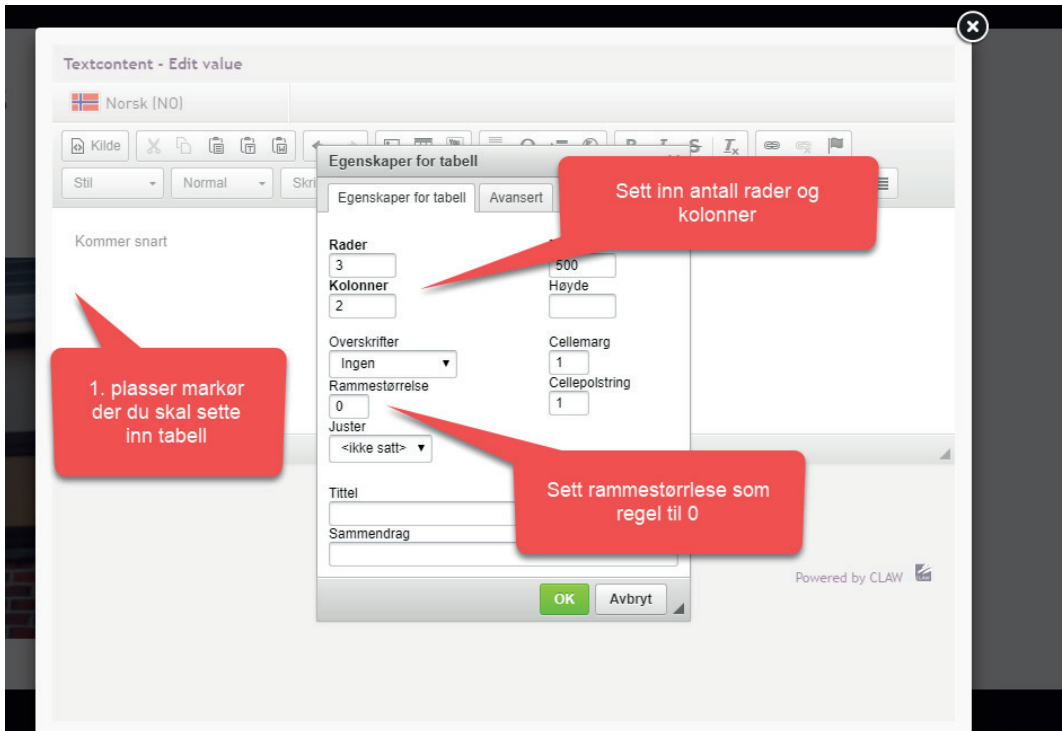 Textcontent - Edit value
Norsk (NO)
Kilde
B I S Ix
Stil Normal Skri
Egenskaper for tabell
Egenskaper for tabell Avansert
Sett inn antall rader og
kolonner
Kommer snart
Rader
3 500
Kolonner Høyde
2
1. plasser markør
der du skal sette
inn tabell
Overskrifter Cellemarg
Ingen 1
Rammestørrelse Cellepolstring
0 1
Juster
<ikke satt>
Sett rammestørrlese som
regel til 0
Tittel
Sammendrag
OK Avbryt
Powered by CLAW